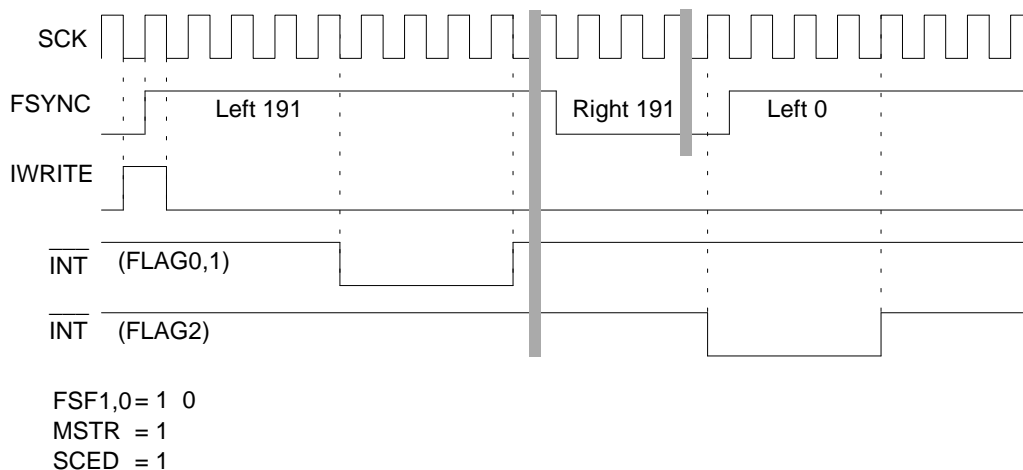 SCK
FSYNC Left 191 Right 191 Left 0
IWRITE
INT (FLAG0,1)
INT (FLAG2)
FSF1,0 = 1 0
MSTR = 1
SCED = 1